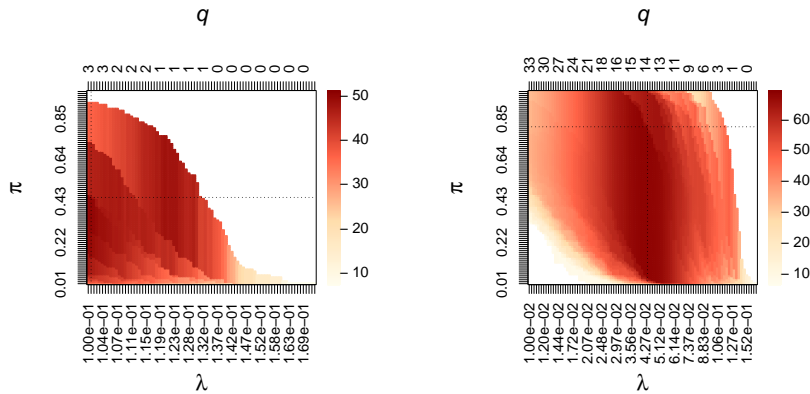 q
3 3 2 2 2 1 1 1 1 0 0 0 0 0 0 0
π
0.85
0.64
0.43
0.22
0.01
50
40
30
20
10
1.00e−01
1.04e−01
1.07e−01
1.11e−01
1.15e−01
1.19e−01
1.23e−01
1.28e−01
1.32e−01
1.37e−01
1.42e−01
1.47e−01
1.52e−01
1.58e−01
1.63e−01
1.69e−01
λ
q
33 30 27 24 21 18 16 15 14 13 11 9 6 3 1 0
π
0.85
0.64
0.43
0.22
0.01
60
50
40
30
20
10
1.00e−02
1.20e−02
1.44e−02
1.72e−02
2.07e−02
2.48e−02
2.97e−02
3.56e−02
4.27e−02
5.12e−02
6.14e−02
7.37e−02
8.83e−02
1.06e−01
1.27e−01
1.52e−01
λ